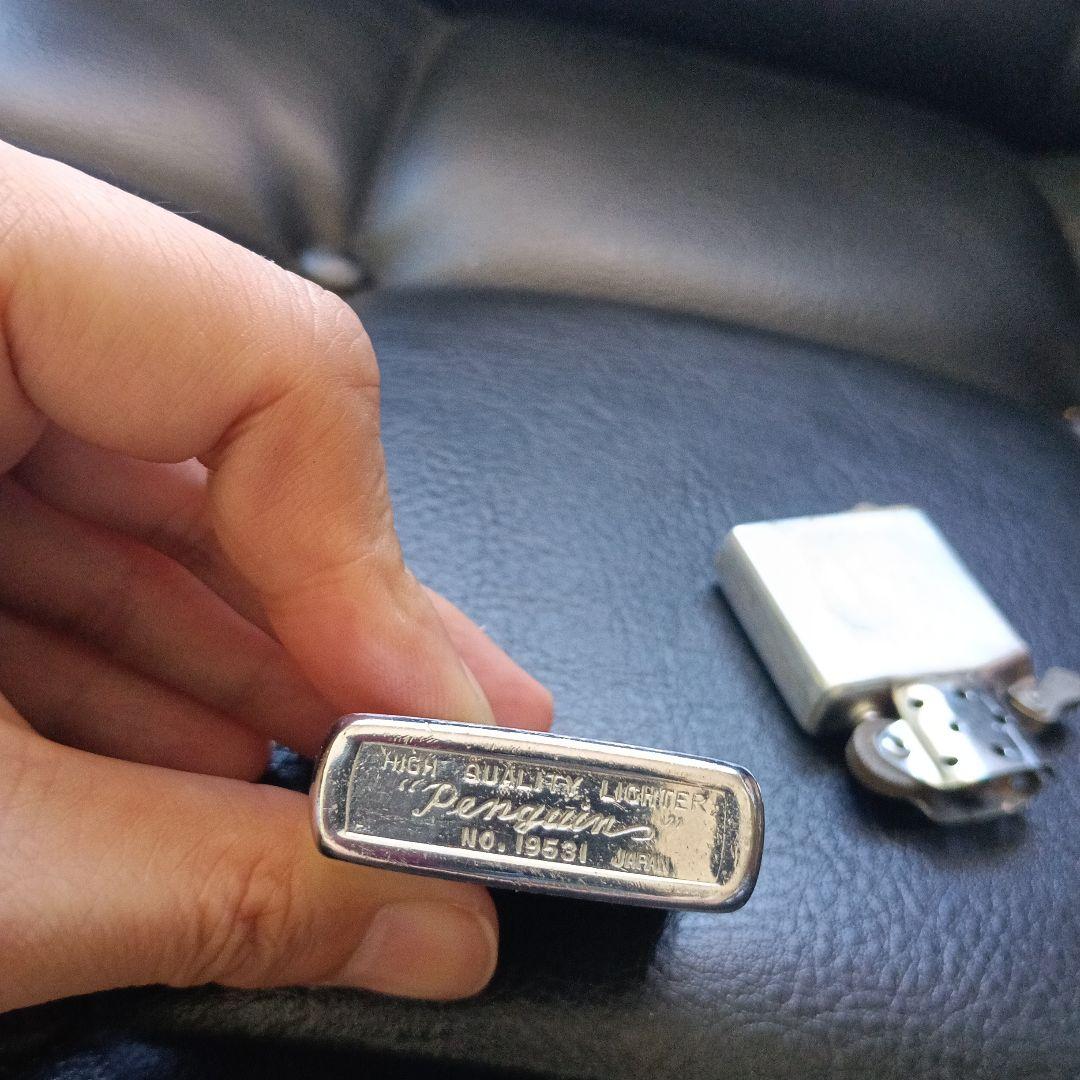 HIGH QUALITY LIGHTER
"Penguin"
NO. 19531 JAPAN